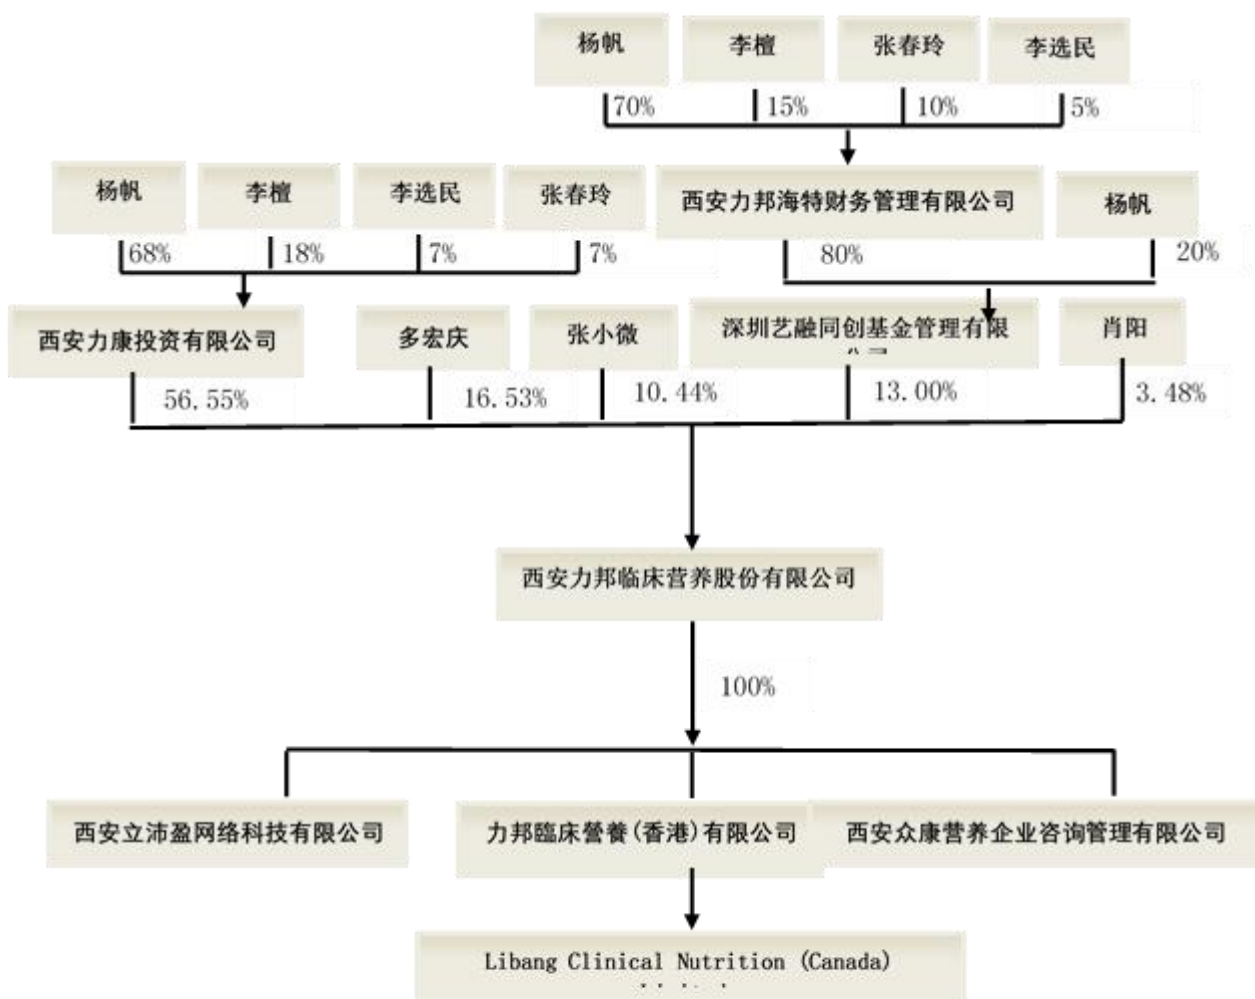 杨帆
李檀
张春玲
李选民
70%
15%
10%
5%
杨帆
李檀
李选民
张春玲
西安力邦海特财务管理有限公司
杨帆
68%
18%
7%
7%
80%
20%
西安力康投资有限公司
多宏庆
张小微
深圳艺融同创基金管理有限
肖阳
56.55%
16.53%
10.44%
13.00%
3.48%
西安力邦临床营养股份有限公司
100%
西安立沛盈网络科技有限公司
力邦臨床營養(香港)有限公司
西安众康营养企业咨询管理有限公司
Libang Clinical Nutrition (Canada)